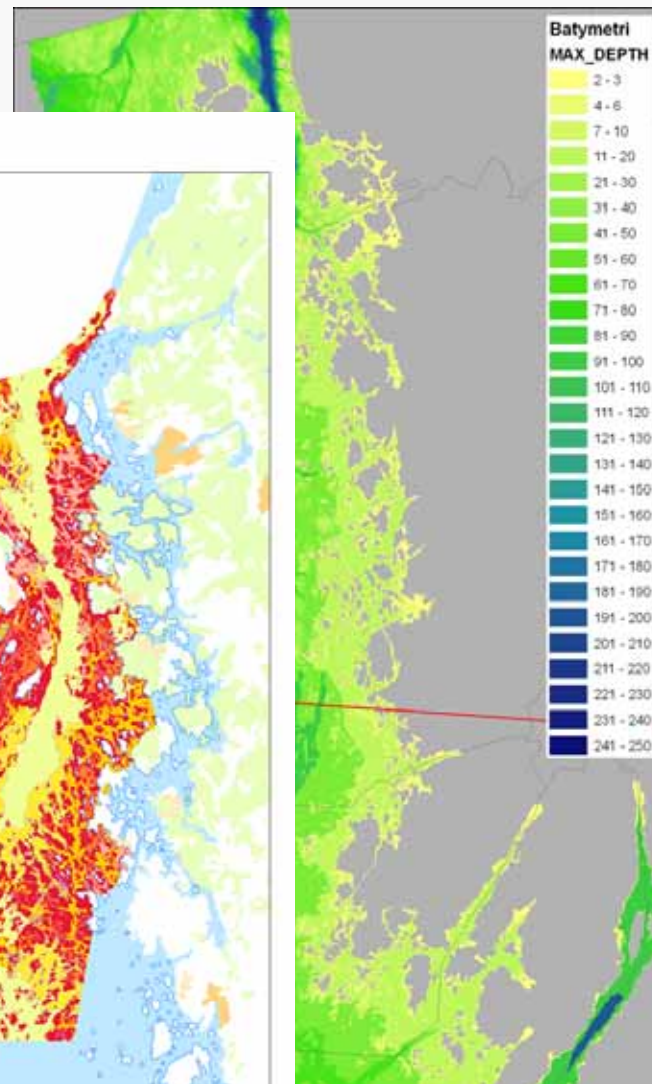 Batymetri
MAX_DEPTH
2 - 3
4 - 6
7 - 10
11 - 20
21 - 30
31 - 40
41 - 50
51 - 60
61 - 70
71 - 80
81 - 90
91 - 100
101 - 110
111 - 120
121 - 130
131 - 140
141 - 150
151 - 160
161 - 170
171 - 180
181 - 190
191 - 200
201 - 210
211 - 220
221 - 230
231 - 240
241 - 250